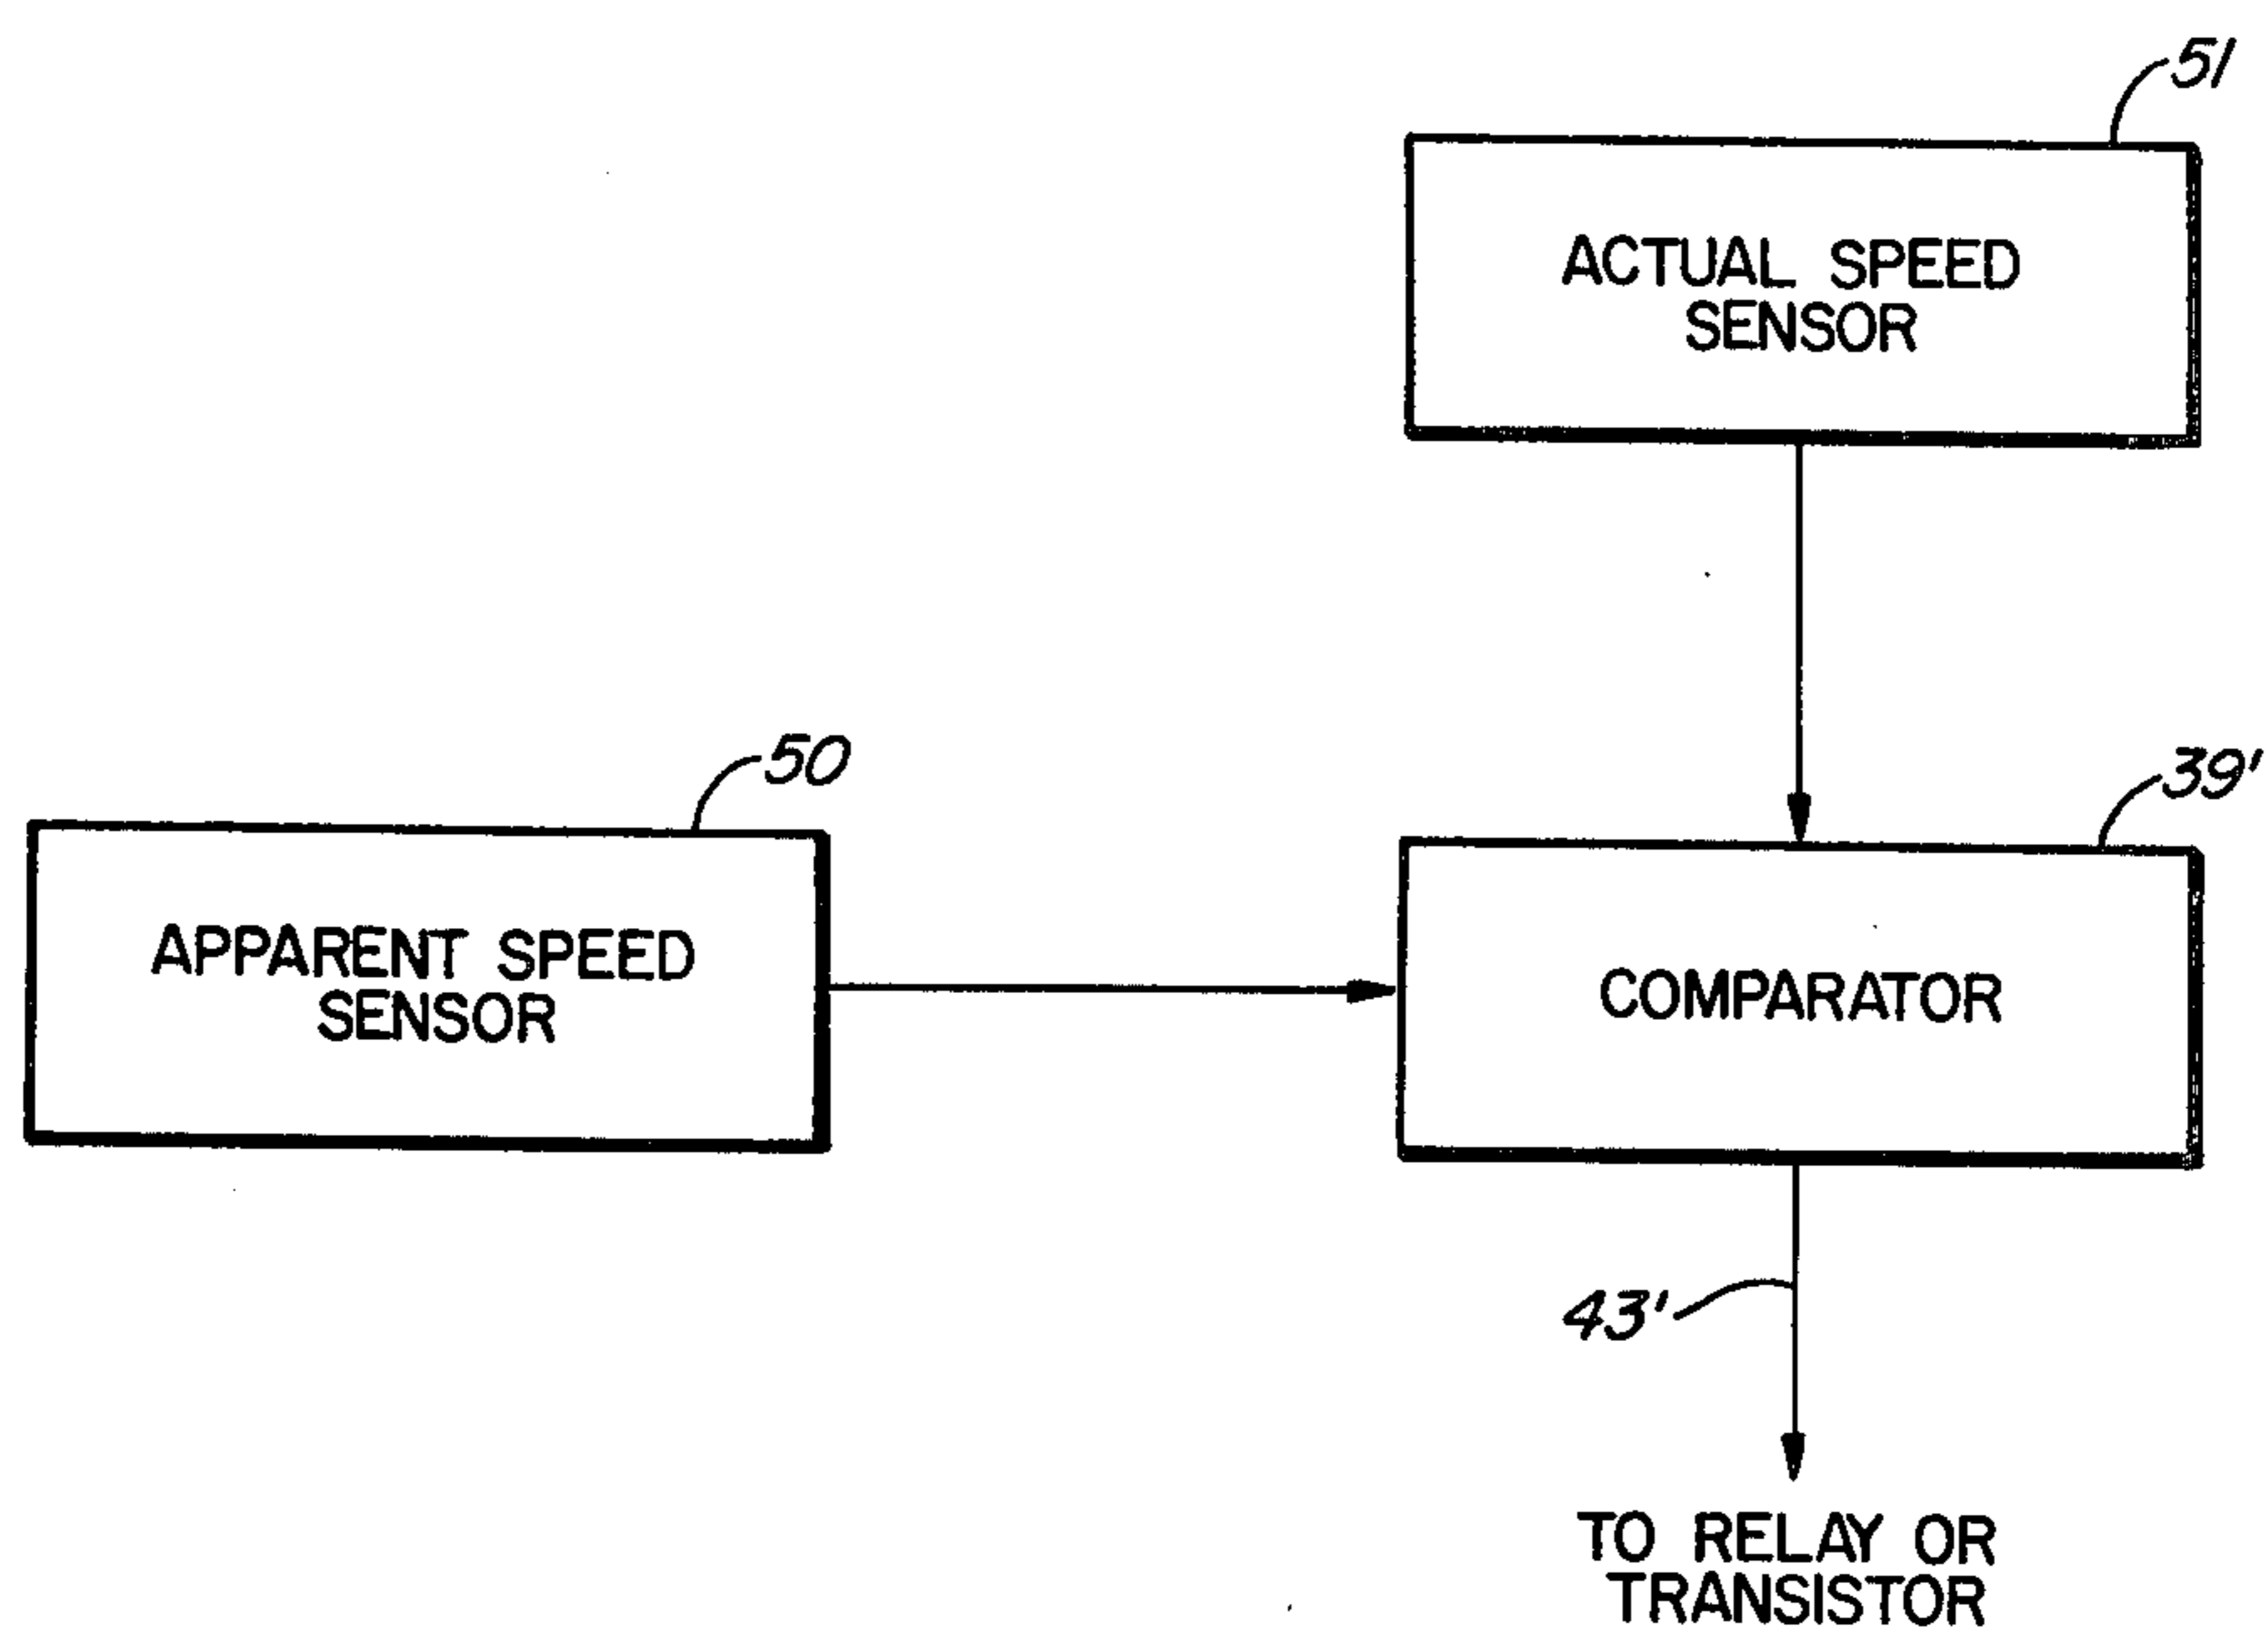 51
ACTUAL SPEED
SENSOR
50
39'
APPARENT SPEED
SENSOR
COMPARATOR
43'
TO RELAY OR
TRANSISTOR